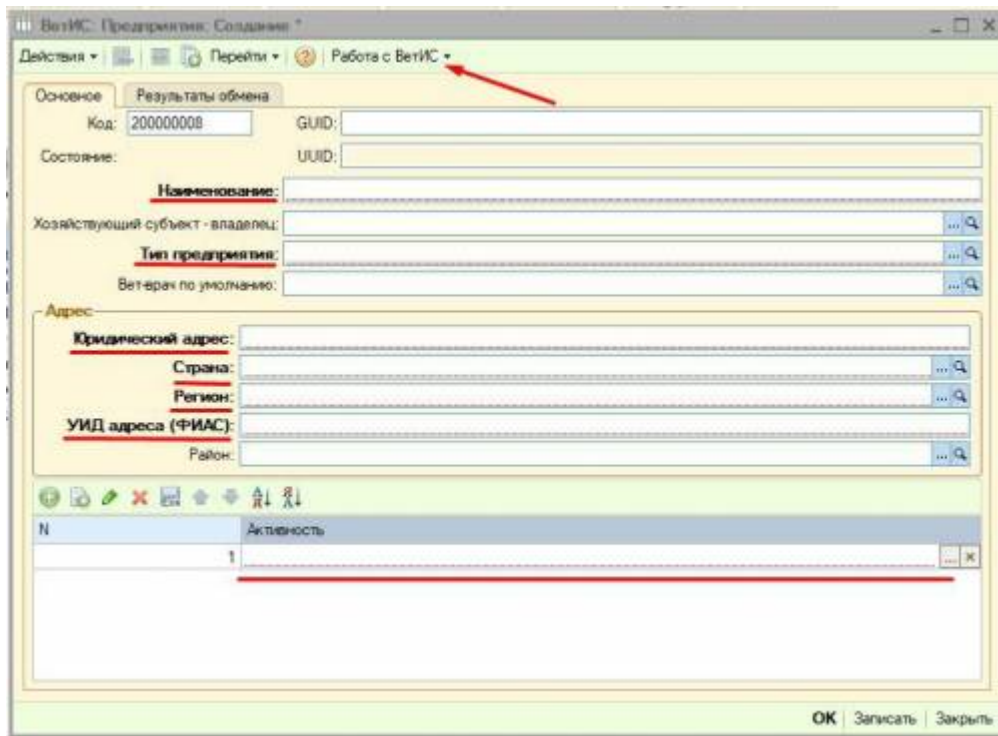 ВетИС: Предприятия: Создание *
Действия Перейти Работа с ВетИС
Основное Результаты обмена
Код: 200000008 GUID:
Состояние: UUID:
Наименование:
Хозяйствующий субъект - владелец:
Тип предприятия:
Вет-врач по умолчанию:
Адрес
Юридический адрес:
Страна:
Регион:
УИД адреса (ФИАС):
Район:
N Активность
1
OK Записать Закрыть